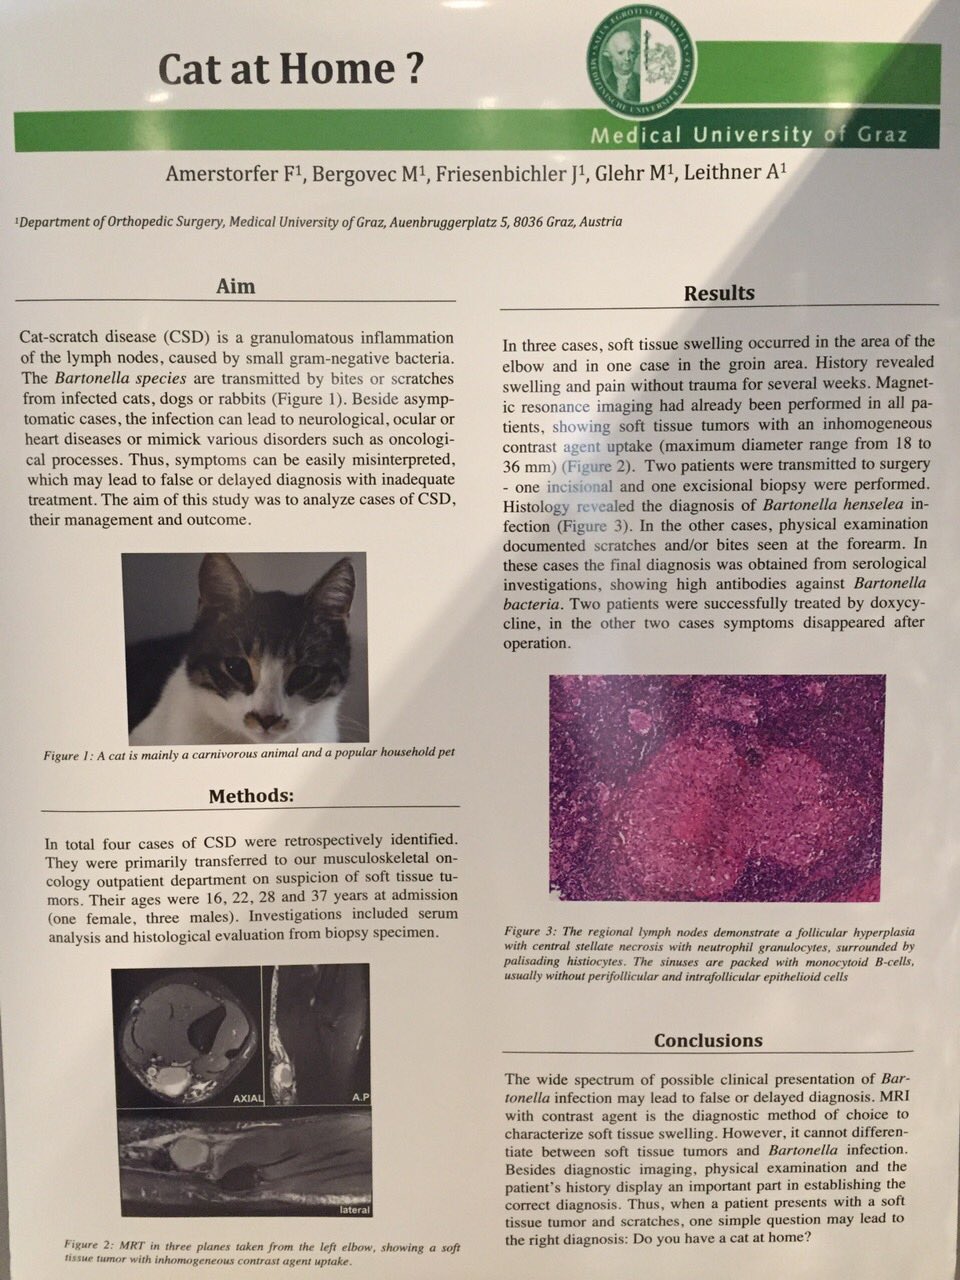 Cat at Home ?
Medical University of Graz
Amerstorfer F¹, Bergovec M¹, Friesenbichler J¹, Glehr M¹, Leithner A¹
¹Department of Orthopedic Surgery, Medical University of Graz, Auenbruggerplatz 5, 8036 Graz, Austria
Aim
Cat-scratch disease (CSD) is a granulomatous inflammation
of the lymph nodes, caused by small gram-negative bacteria.
The Bartonella species are transmitted by bites or scratches
from infected cats, dogs or rabbits (Figure 1). Beside asymp-
tomatic cases, the infection can lead to neurological, ocular or
heart diseases or mimick various disorders such as oncologi-
cal processes. Thus, symptoms can be easily misinterpreted,
which may lead to false or delayed diagnosis with inadequate
treatment. The aim of this study was to analyze cases of CSD,
their management and outcome.
Figure 1: A cat is mainly a carnivorous animal and a popular household pet
Methods:
In total four cases of CSD were retrospectively identified.
They were primarily transferred to our musculoskeletal on-
cology outpatient department on suspicion of soft tissue tu-
mors. Their ages were 16, 22, 28 and 37 years at admission
(one female, three males). Investigations included serum
analysis and histological evaluation from biopsy specimen.
AXIAL
A.P
lateral
Figure 2: MRT in three planes taken from the left elbow, showing a soft
tissue tumor with inhomogeneous contrast agent uptake.
Results
In three cases, soft tissue swelling occurred in the area of the
elbow and in one case in the groin area. History revealed
swelling and pain without trauma for several weeks. Magnet-
ic resonance imaging had already been performed in all pa-
tients, showing soft tissue tumors with an inhomogeneous
contrast agent uptake (maximum diameter range from 18 to
36 mm) (Figure 2). Two patients were transmitted to surgery
- one incisional and one excisional biopsy were performed.
Histology revealed the diagnosis of Bartonella henselea in-
fection (Figure 3). In the other cases, physical examination
documented scratches and/or bites seen at the forearm. In
these cases the final diagnosis was obtained from serological
investigations, showing high antibodies against Bartonella
bacteria. Two patients were successfully treated by doxycy-
cline, in the other two cases symptoms disappeared after
operation.
Figure 3: The regional lymph nodes demonstrate a follicular hyperplasia
with central stellate necrosis with neutrophil granulocytes, surrounded by
palisading histiocytes. The sinuses are packed with monocytoid B-cells,
usually without perifollicular and intrafollicular epithelioid cells
Conclusions
The wide spectrum of possible clinical presentation of Bar-
tonella infection may lead to false or delayed diagnosis. MRI
with contrast agent is the diagnostic method of choice to
characterize soft tissue swelling. However, it cannot differen-
tiate between soft tissue tumors and Bartonella infection.
Besides diagnostic imaging, physical examination and the
patient's history display an important part in establishing the
correct diagnosis. Thus, when a patient presents with a soft
tissue tumor and scratches, one simple question may lead to
the right diagnosis: Do you have a cat at home?